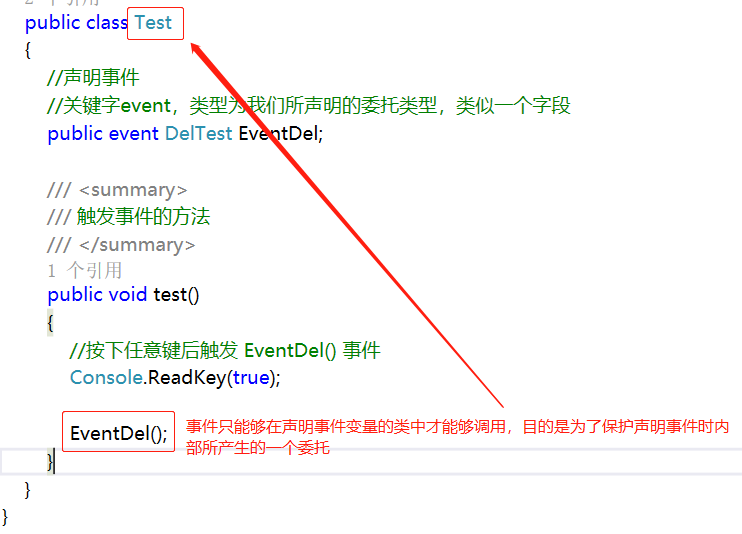 2 个引用
public class Test
{
//声明事件
//关键字event，类型为我们所声明的委托类型，类似一个字段
public event DelTest EventDel;
/// <summary>
/// 触发事件的方法
/// </summary>
1 个引用
public void test()
{
//按下任意键后触发 EventDel() 事件
Console.ReadKey(true);
EventDel();
事件只能够在声明事件变量的类中才能够调用，目的是为了保护声明事件时内
部所产生的一个委托
}
}
}